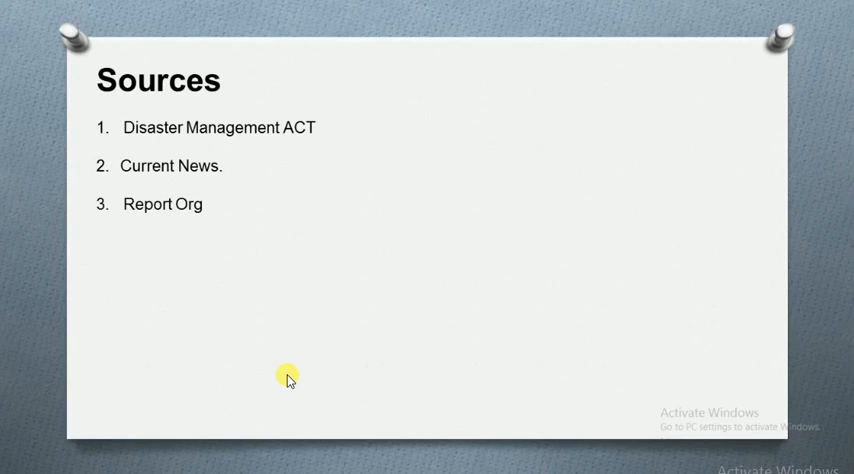 Sources
1. Disaster Management ACT
2. Current News.
3. Report Org
Activate Windows
Go to PC settings to activate Windows.
Activate Windows